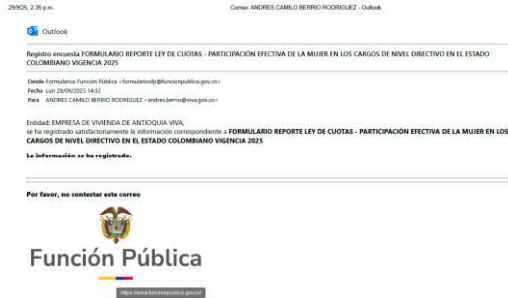 29/9/25, 2:35 p.m.
Correo: ANDRES CAMILO BERRIO RODRIGUEZ - Outlook
Outlook
Registro encuesta FORMULARIO REPORTE LEY DE CUOTAS - PARTICIPACIÓN EFECTIVA DE LA MUJER EN LOS CARGOS DE NIVEL DIRECTIVO EN EL ESTADO
COLOMBIANO VIGENCIA 2025
Desde Formularios Función Pública <formulariosfp@funcionpublica.gov.co>
Fecha Lun 29/09/2025 14:32
Para ANDRES CAMILO BERRIO RODRIGUEZ <andres.berrio@viva.gov.co>
Entidad: EMPRESA DE VIVIENDA DE ANTIOQUIA VIVA,
se ha registrado satisfactoriamente la información correspondiente a FORMULARIO REPORTE LEY DE CUOTAS - PARTICIPACIÓN EFECTIVA DE LA MUJER EN LOS
CARGOS DE NIVEL DIRECTIVO EN EL ESTADO COLOMBIANO VIGENCIA 2025
La información se ha registrado.
Por favor, no contestar este correo
Función Pública
https://www.funcionpublica.gov.co/